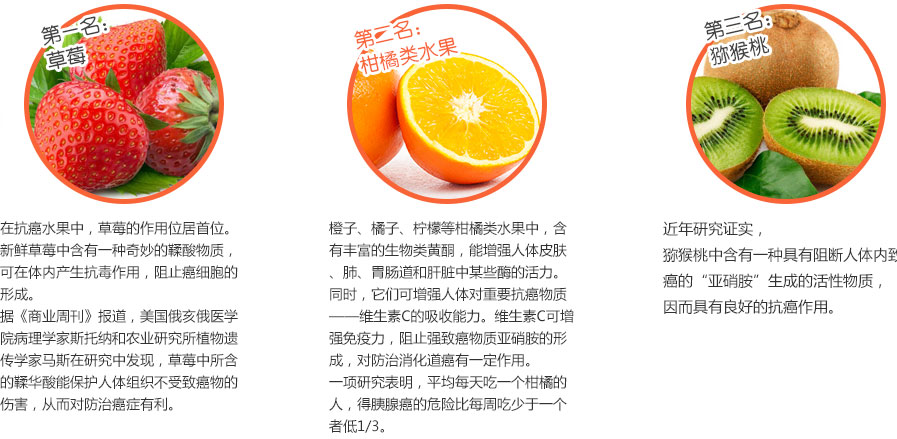 第一名：
草莓
在抗癌水果中，草莓的作用位居首位。
新鲜草莓中含有一种奇妙的鞣酸物质，
可在体内产生抗毒作用，阻止癌细胞的
形成。
据《商业周刊》报道，美国俄亥俄医学
院病理学家斯托纳和农业研究所植物遗
传学家马斯在研究中发现，草莓中所含
的鞣华酸能保护人体组织不受致癌物的
伤害，从而对防治癌症有利。
第二名：
柑橘类水果
橙子、橘子、柠檬等柑橘类水果中，含
有丰富的生物类黄酮，能增强人体皮肤
、肺、胃肠道和肝脏中某些酶的活力。
同时，它们可增强人体对重要抗癌物质
——维生素C的吸收能力。维生素C可增
强免疫力，阻止强致癌物质亚硝胺的形
成，对防治消化道癌有一定作用。
一项研究表明，平均每天吃一个柑橘的
人，得胰腺癌的危险比每周吃少于一个
者低1/3。
第三名：
猕猴桃
近年研究证实，
猕猴桃中含有一种具有阻断人体内致
癌的“亚硝胺”生成的活性物质，
因而具有良好的抗癌作用。